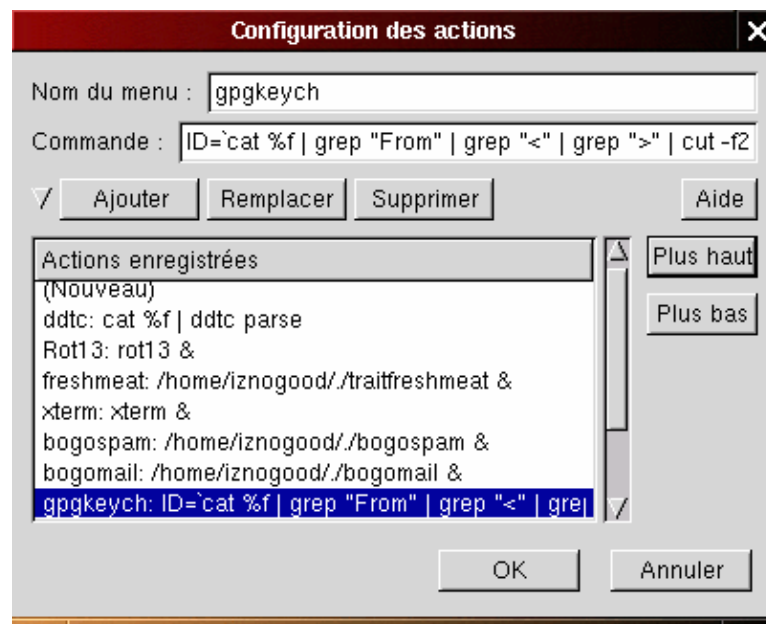 Configuration des actions
Nom du menu : gpgkeych
Commande : ID=`cat %f | grep "From" | grep "<" | grep ">" | cut -f2
Ajouter Remplacer Supprimer Aide
Actions enregistrées Plus haut
(Nouveau)
ddtc: cat %f | ddtc parse Plus bas
Rot13: rot13 &
freshmeat: /home/iznogood/./traitfreshmeat &
xterm: xterm &
bogospam: /home/iznogood/./bogospam &
bogomail: /home/iznogood/./bogomail &
gpgkeych: ID=`cat %f | grep "From" | grep "<" | grep
OK Annuler